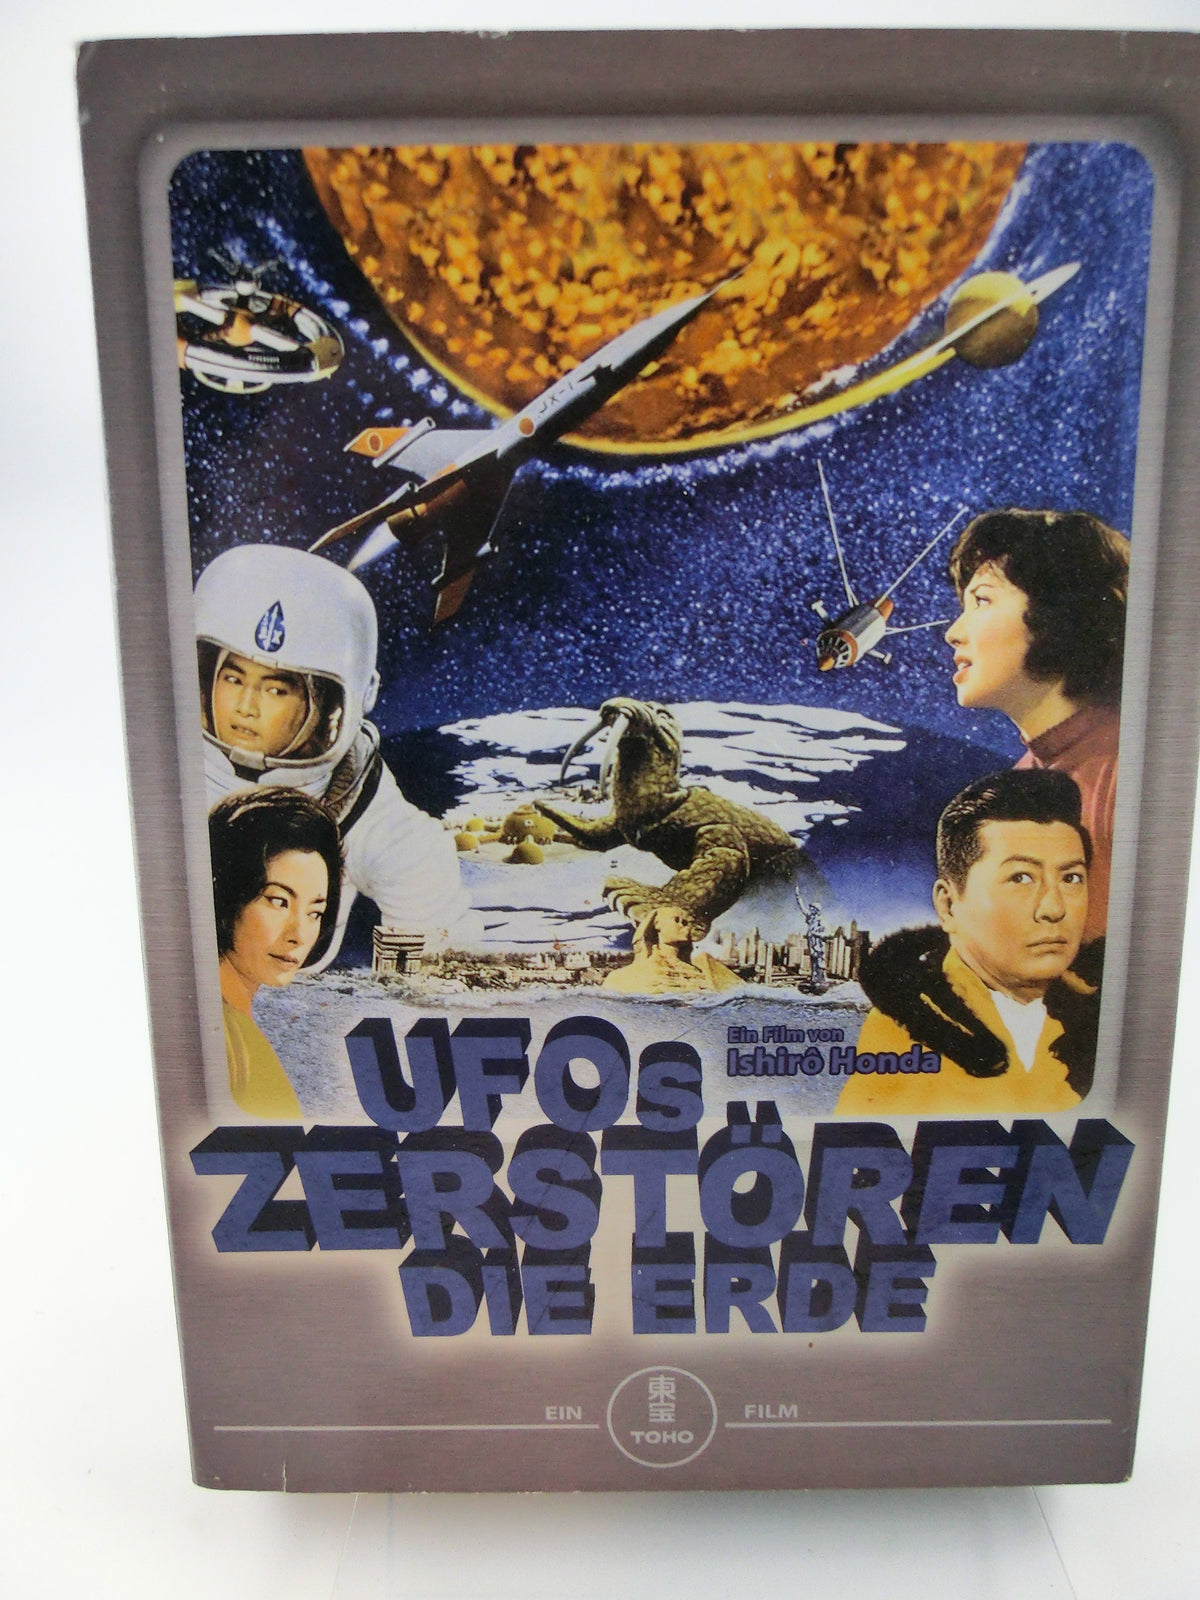 JX-1
Ein Film von
Ishirô Honda
UFOs
ZERSTÖREN
DIE ERDE
EIN
東
宝
TOHO
FILM